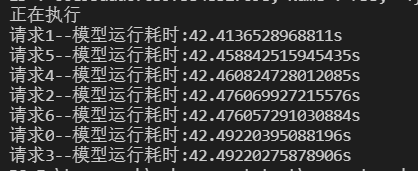 正在执行
请求1--模型运行耗时:42.4136528968811s
请求5--模型运行耗时:42.458842515945435s
请求4--模型运行耗时:42.460824728012085s
请求2--模型运行耗时:42.476069927215576s
请求6--模型运行耗时:42.476057291030884s
请求0--模型运行耗时:42.49220395088196s
请求3--模型运行耗时:42.49220275878906s